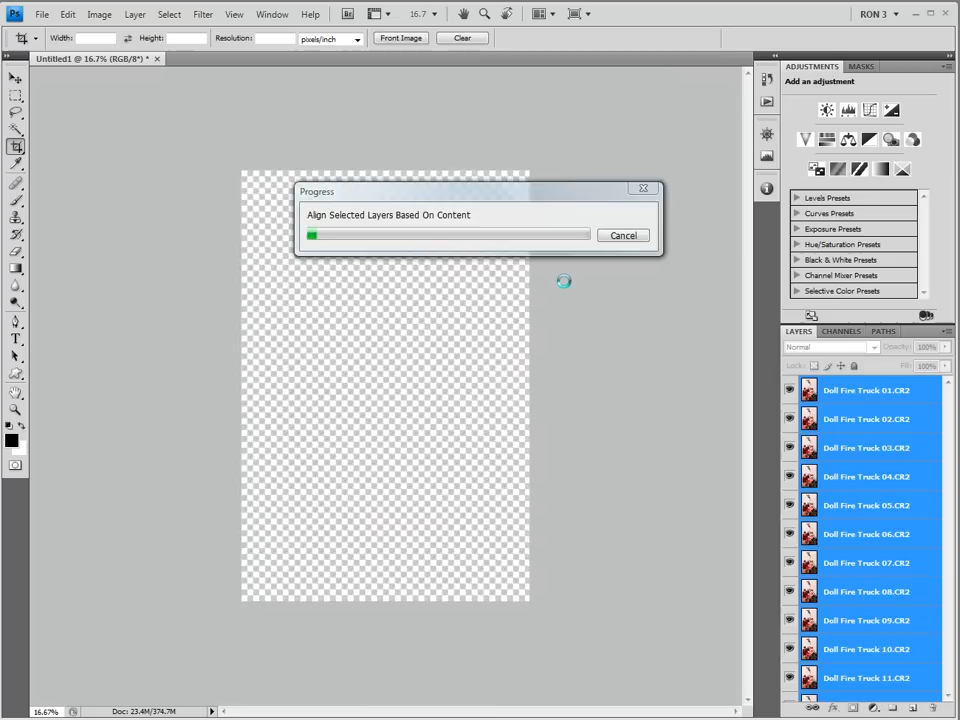 Ps File Edit Image Layer Select Filter View Window Help Br 16.7 RON 3
Width: Height: Resolution: pixels/inch Front Image Clear
Untitled1 @ 16.7% (RGB/8*) *
ADJUSTMENTS MASKS
Add an adjustment
Levels Presets
Curves Presets
Exposure Presets
Hue/Saturation Presets
Black & White Presets
Channel Mixer Presets
Selective Color Presets
Progress
Align Selected Layers Based On Content
Cancel
LAYERS CHANNELS PATHS
Normal Opacity: 100%
Lock: Fill: 100%
Doll Fire Truck 01.CR2
Doll Fire Truck 02.CR2
Doll Fire Truck 03.CR2
Doll Fire Truck 04.CR2
Doll Fire Truck 05.CR2
Doll Fire Truck 06.CR2
Doll Fire Truck 07.CR2
Doll Fire Truck 08.CR2
Doll Fire Truck 09.CR2
Doll Fire Truck 10.CR2
Doll Fire Truck 11.CR2
16.67% Doc: 23.4M/374.7M